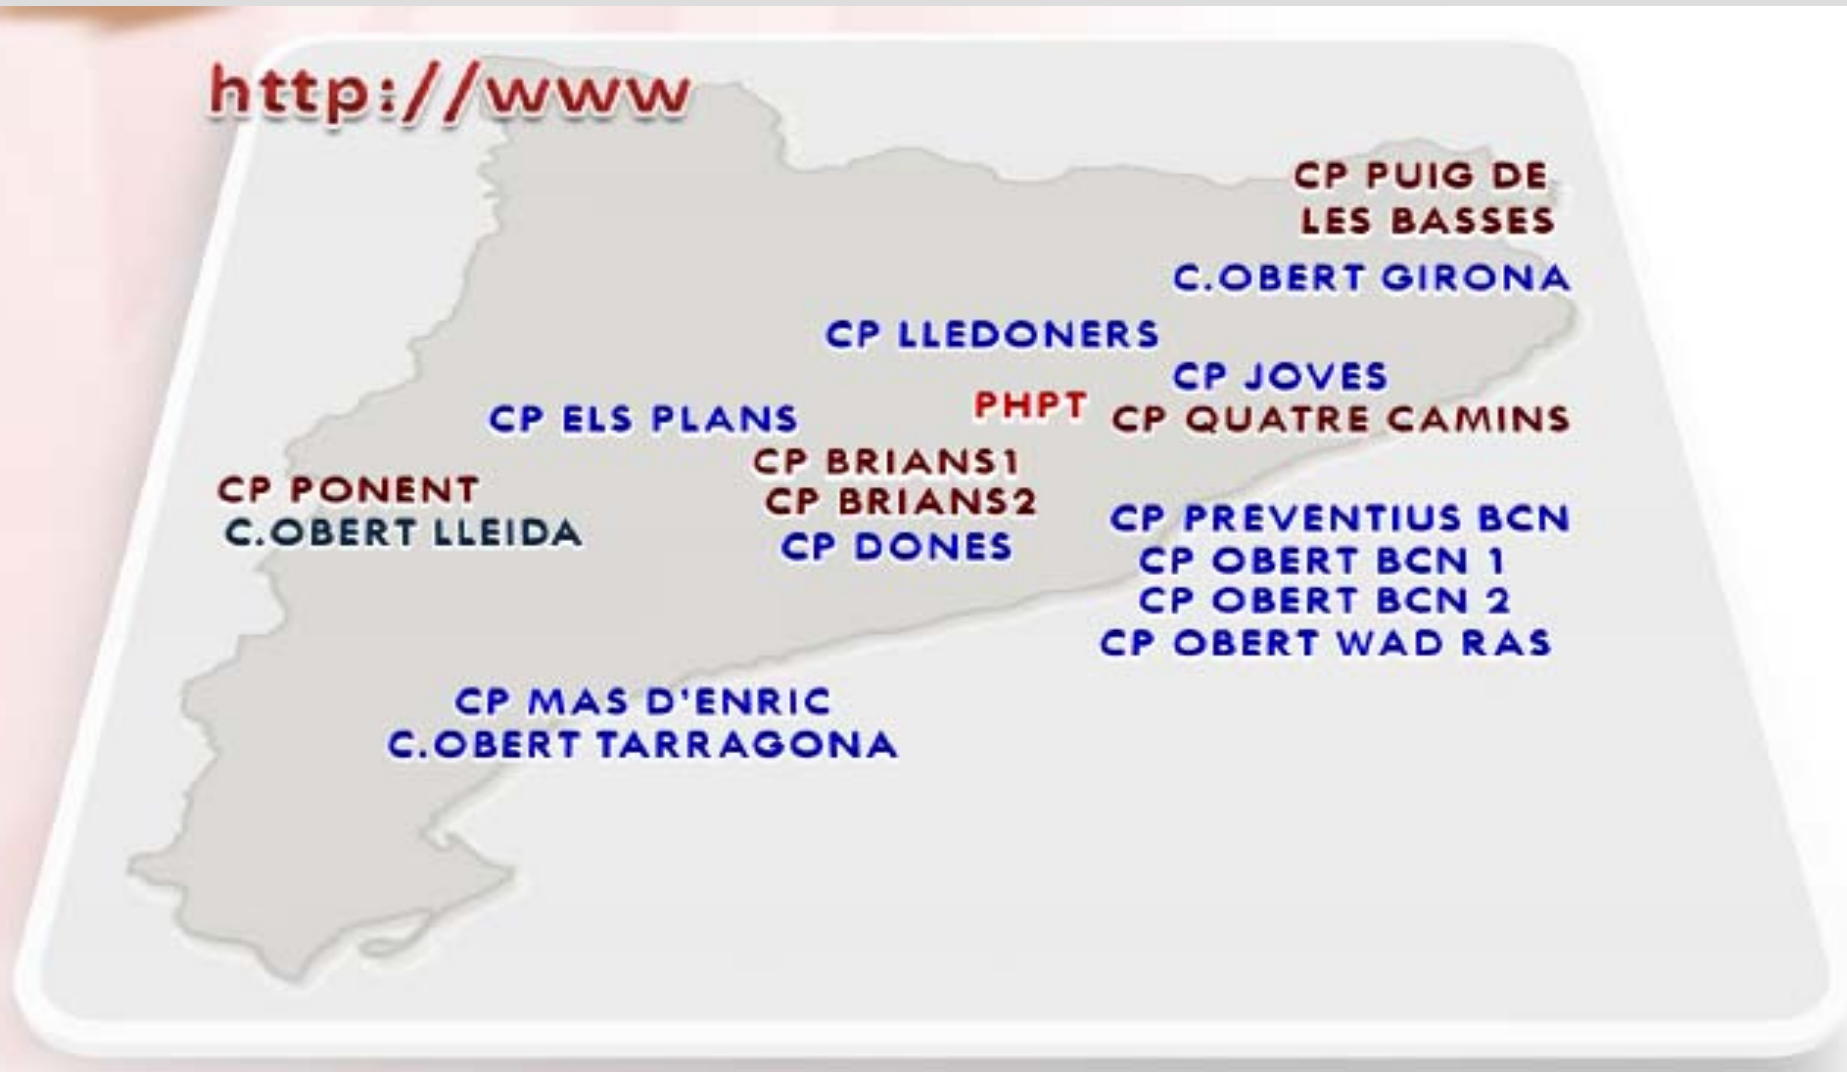 http://www
CP PUIG DE
LES BASSES
C.OBERT GIRONA
CP LLEDONERS
CP JOVES
PHPT
CP QUATRE CAMINS
CP ELS PLANS
CP BRIANS1
CP BRIANS2
CP DONES
CP PONENT
C.OBERT LLEIDA
CP PREVENTIUS BCN
CP OBERT BCN 1
CP OBERT BCN 2
CP OBERT WAD RAS
CP MAS D'ENRIC
C.OBERT TARRAGONA